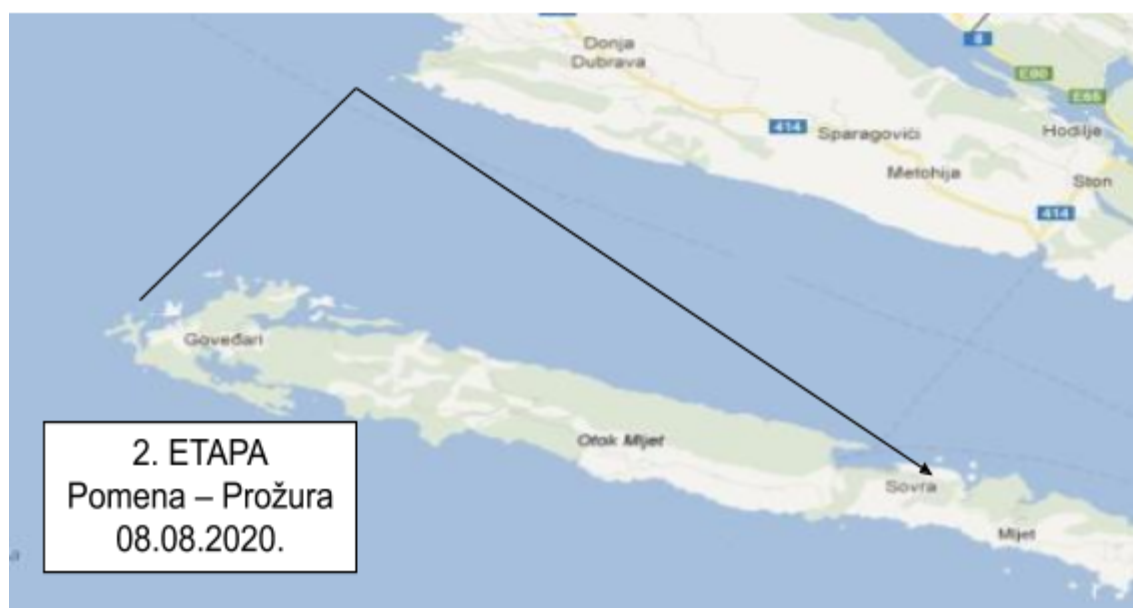 8
Donja
Dubrava
E80
E65
414
Sparagovići
Hodilje
Metohija
Ston
414
Goveđari
Otok Mljet
Sovra
Mljet
2. ETAPA
Pomena – Prožura
08.08.2020.